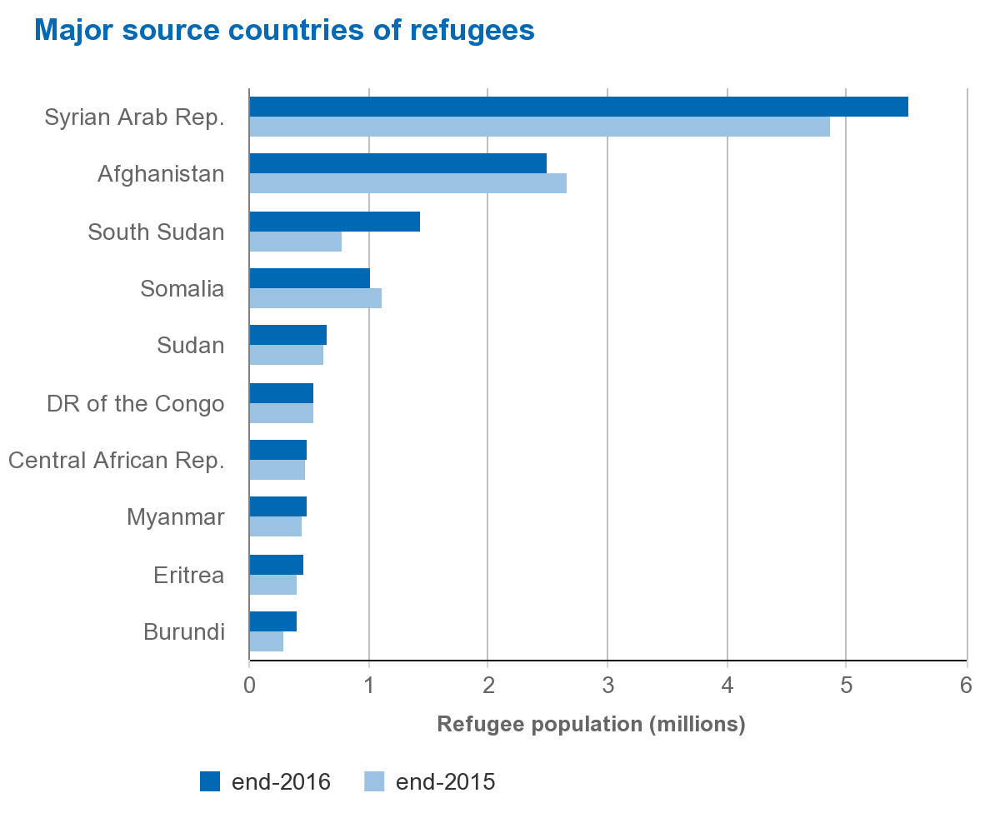 Major source countries of refugees
Syrian Arab Rep.
Afghanistan
South Sudan
Somalia
Sudan
DR of the Congo
Central African Rep.
Myanmar
Eritrea
Burundi
0 1 2 3 4 5 6
Refugee population (millions)
end-2016 end-2015